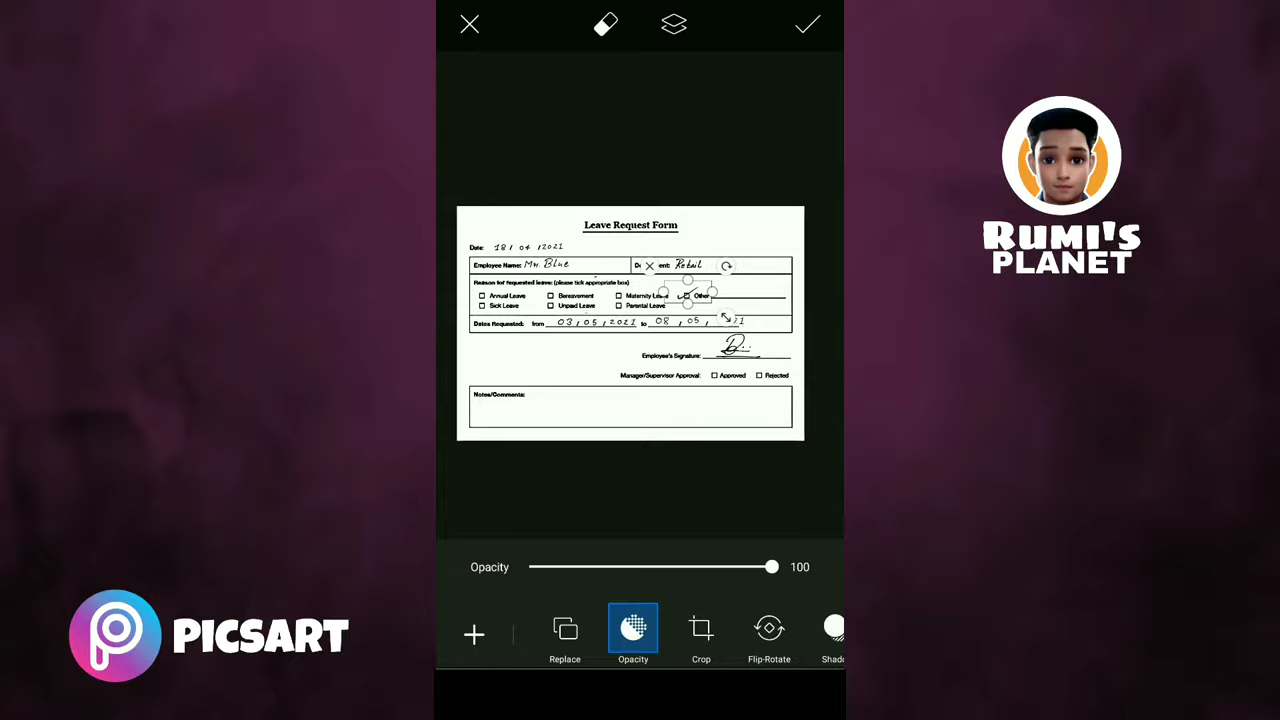 Leave Request Form
Date: 18 / 04 / 2021
Employee Name: Mr. Blue
ent: Retail
Reason for requested leave: (please tick appropriate box)
Annual Leave Bereavement Maternity Leave Other
Sick Leave Unpaid Leave Parental Leave
Dates Requested: from 03 / 05 / 2021 to 08 / 05 / 21
Employee's Signature:
Manager/Supervisor Approval: Approved Rejected
Notes/Comments:
RUMI'S
PLANET
Opacity 100
PICSART
Replace Opacity Crop Flip-Rotate Shado